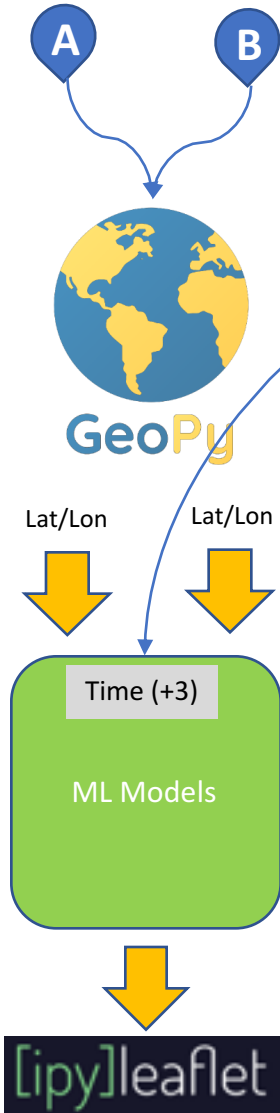 A B
GeoPy
Lat/Lon Lat/Lon
Time (+3)
ML Models
[ipy]leaflet